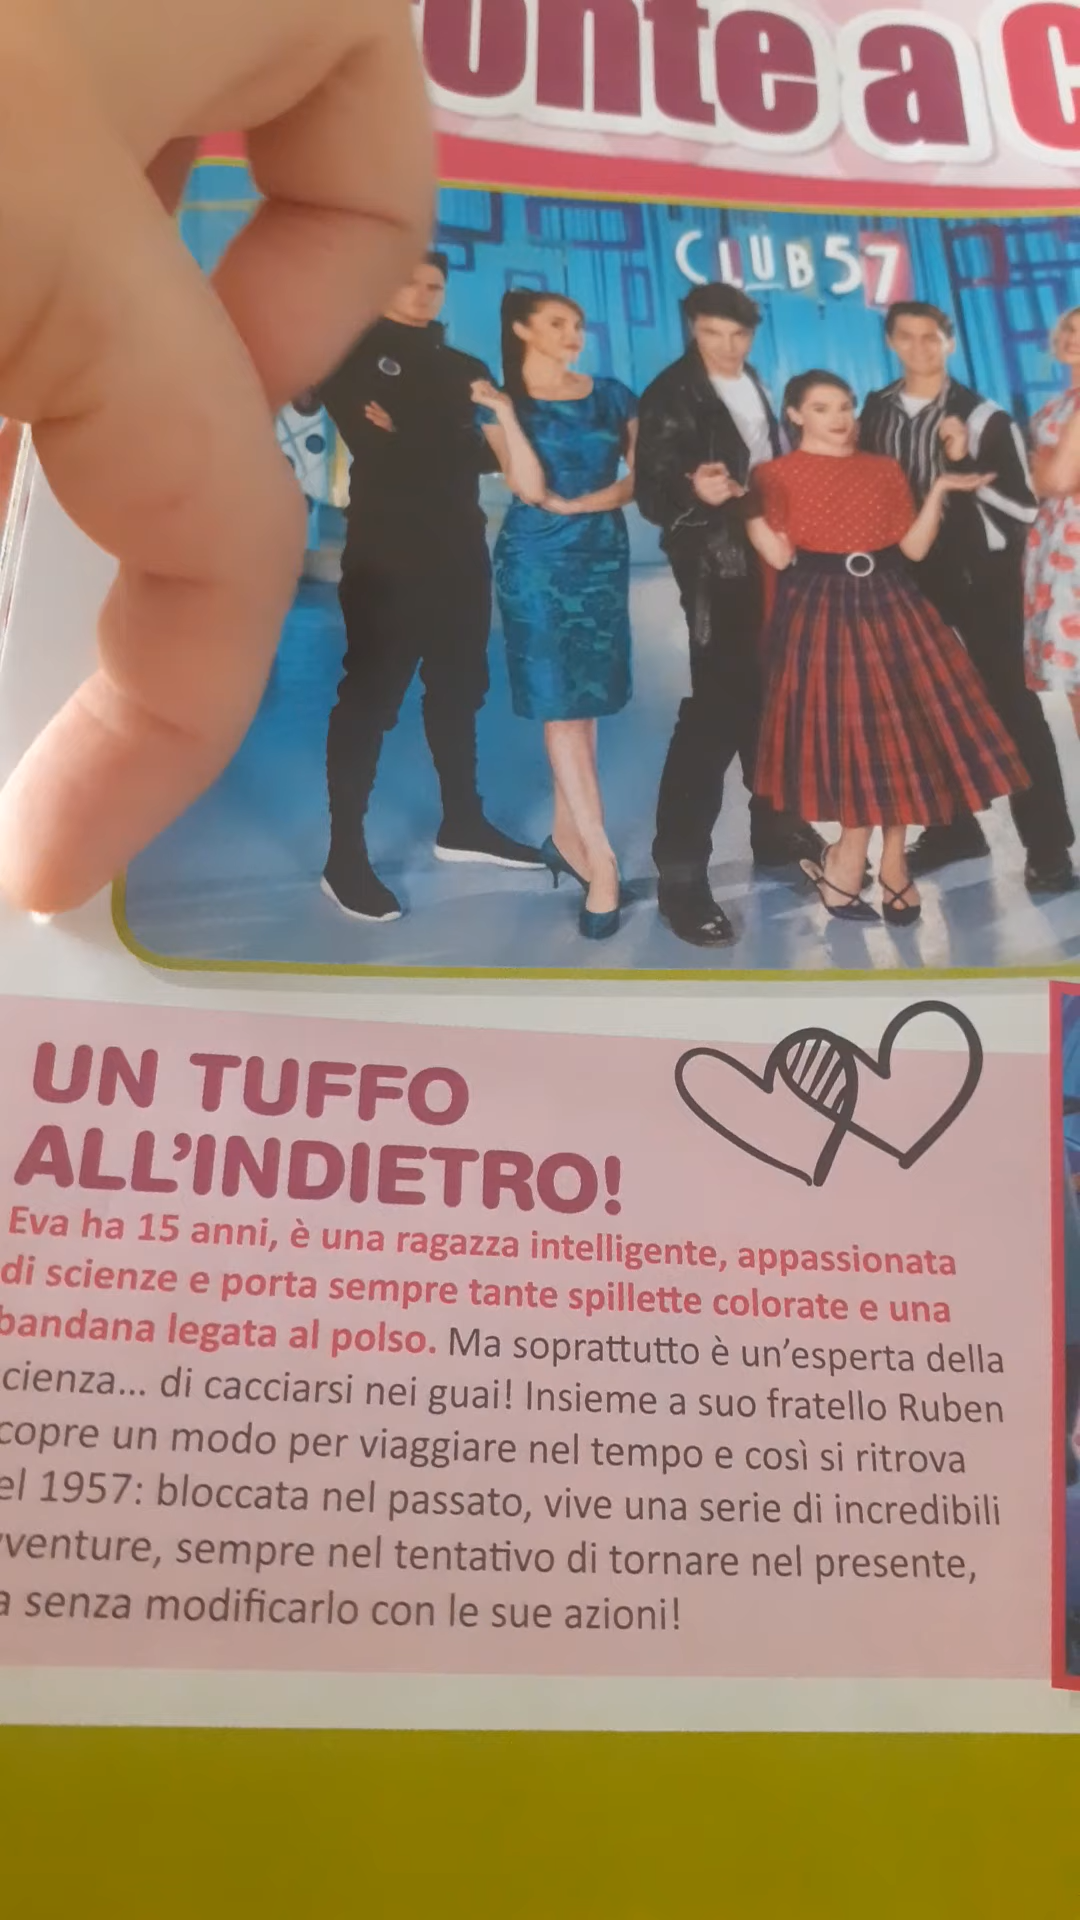 onte a
CLUB 57
UN TUFFO
ALL'INDIETRO!
Eva ha 15 anni, è una ragazza intelligente, appassionata
di scienze e porta sempre tante spillette colorate e una
bandana legata al polso. Ma soprattutto è un'esperta della
cienza... di cacciarsi nei guai! Insieme a suo fratello Ruben
copre un modo per viaggiare nel tempo e così si ritrova
el 1957: bloccata nel passato, vive una serie di incredibili
venture, sempre nel tentativo di tornare nel presente,
a senza modificarlo con le sue azioni!